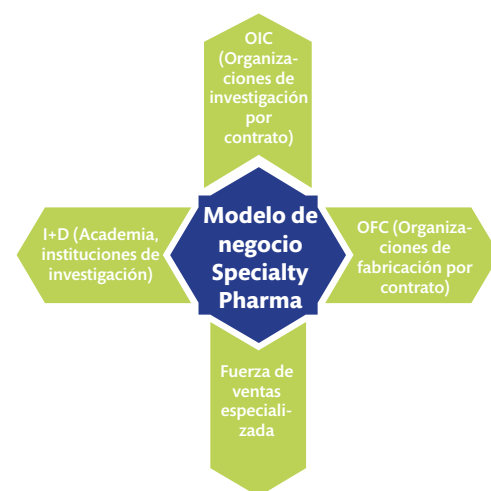 OIC
(Organiza-
ciones de
investigación
por
contrato)
I+D (Academia,
instituciones de
investigación)
Modelo de
negocio
Specialty
Pharma
OFC (Organiza-
ciones de
fabricación por
contrato)
Fuerza de
ventas
especiali-
zada